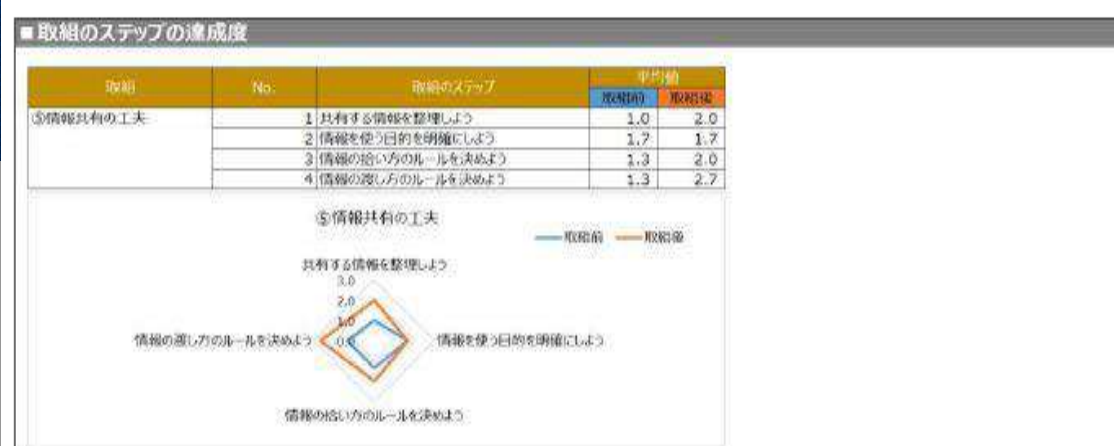 ■取組のステップの達成度
取組 No. 取組のステップ 平均値
取組前 取組後
⑤情報共有の工夫 1 共有する情報を整理しよう 1.0 2.0
2 情報を使う目的を明確にしよう 1.7 1.7
3 情報の拾い方のルールを決めよう 1.3 2.0
4 情報の渡し方のルールを決めよう 1.3 2.7
⑤情報共有の工夫
取組前 取組後
共有する情報を整理しよう
3.0
2.0
1.0
0.0
情報の渡し方のルールを決めよう 情報を使う目的を明確にしよう
情報の拾い方のルールを決めよう